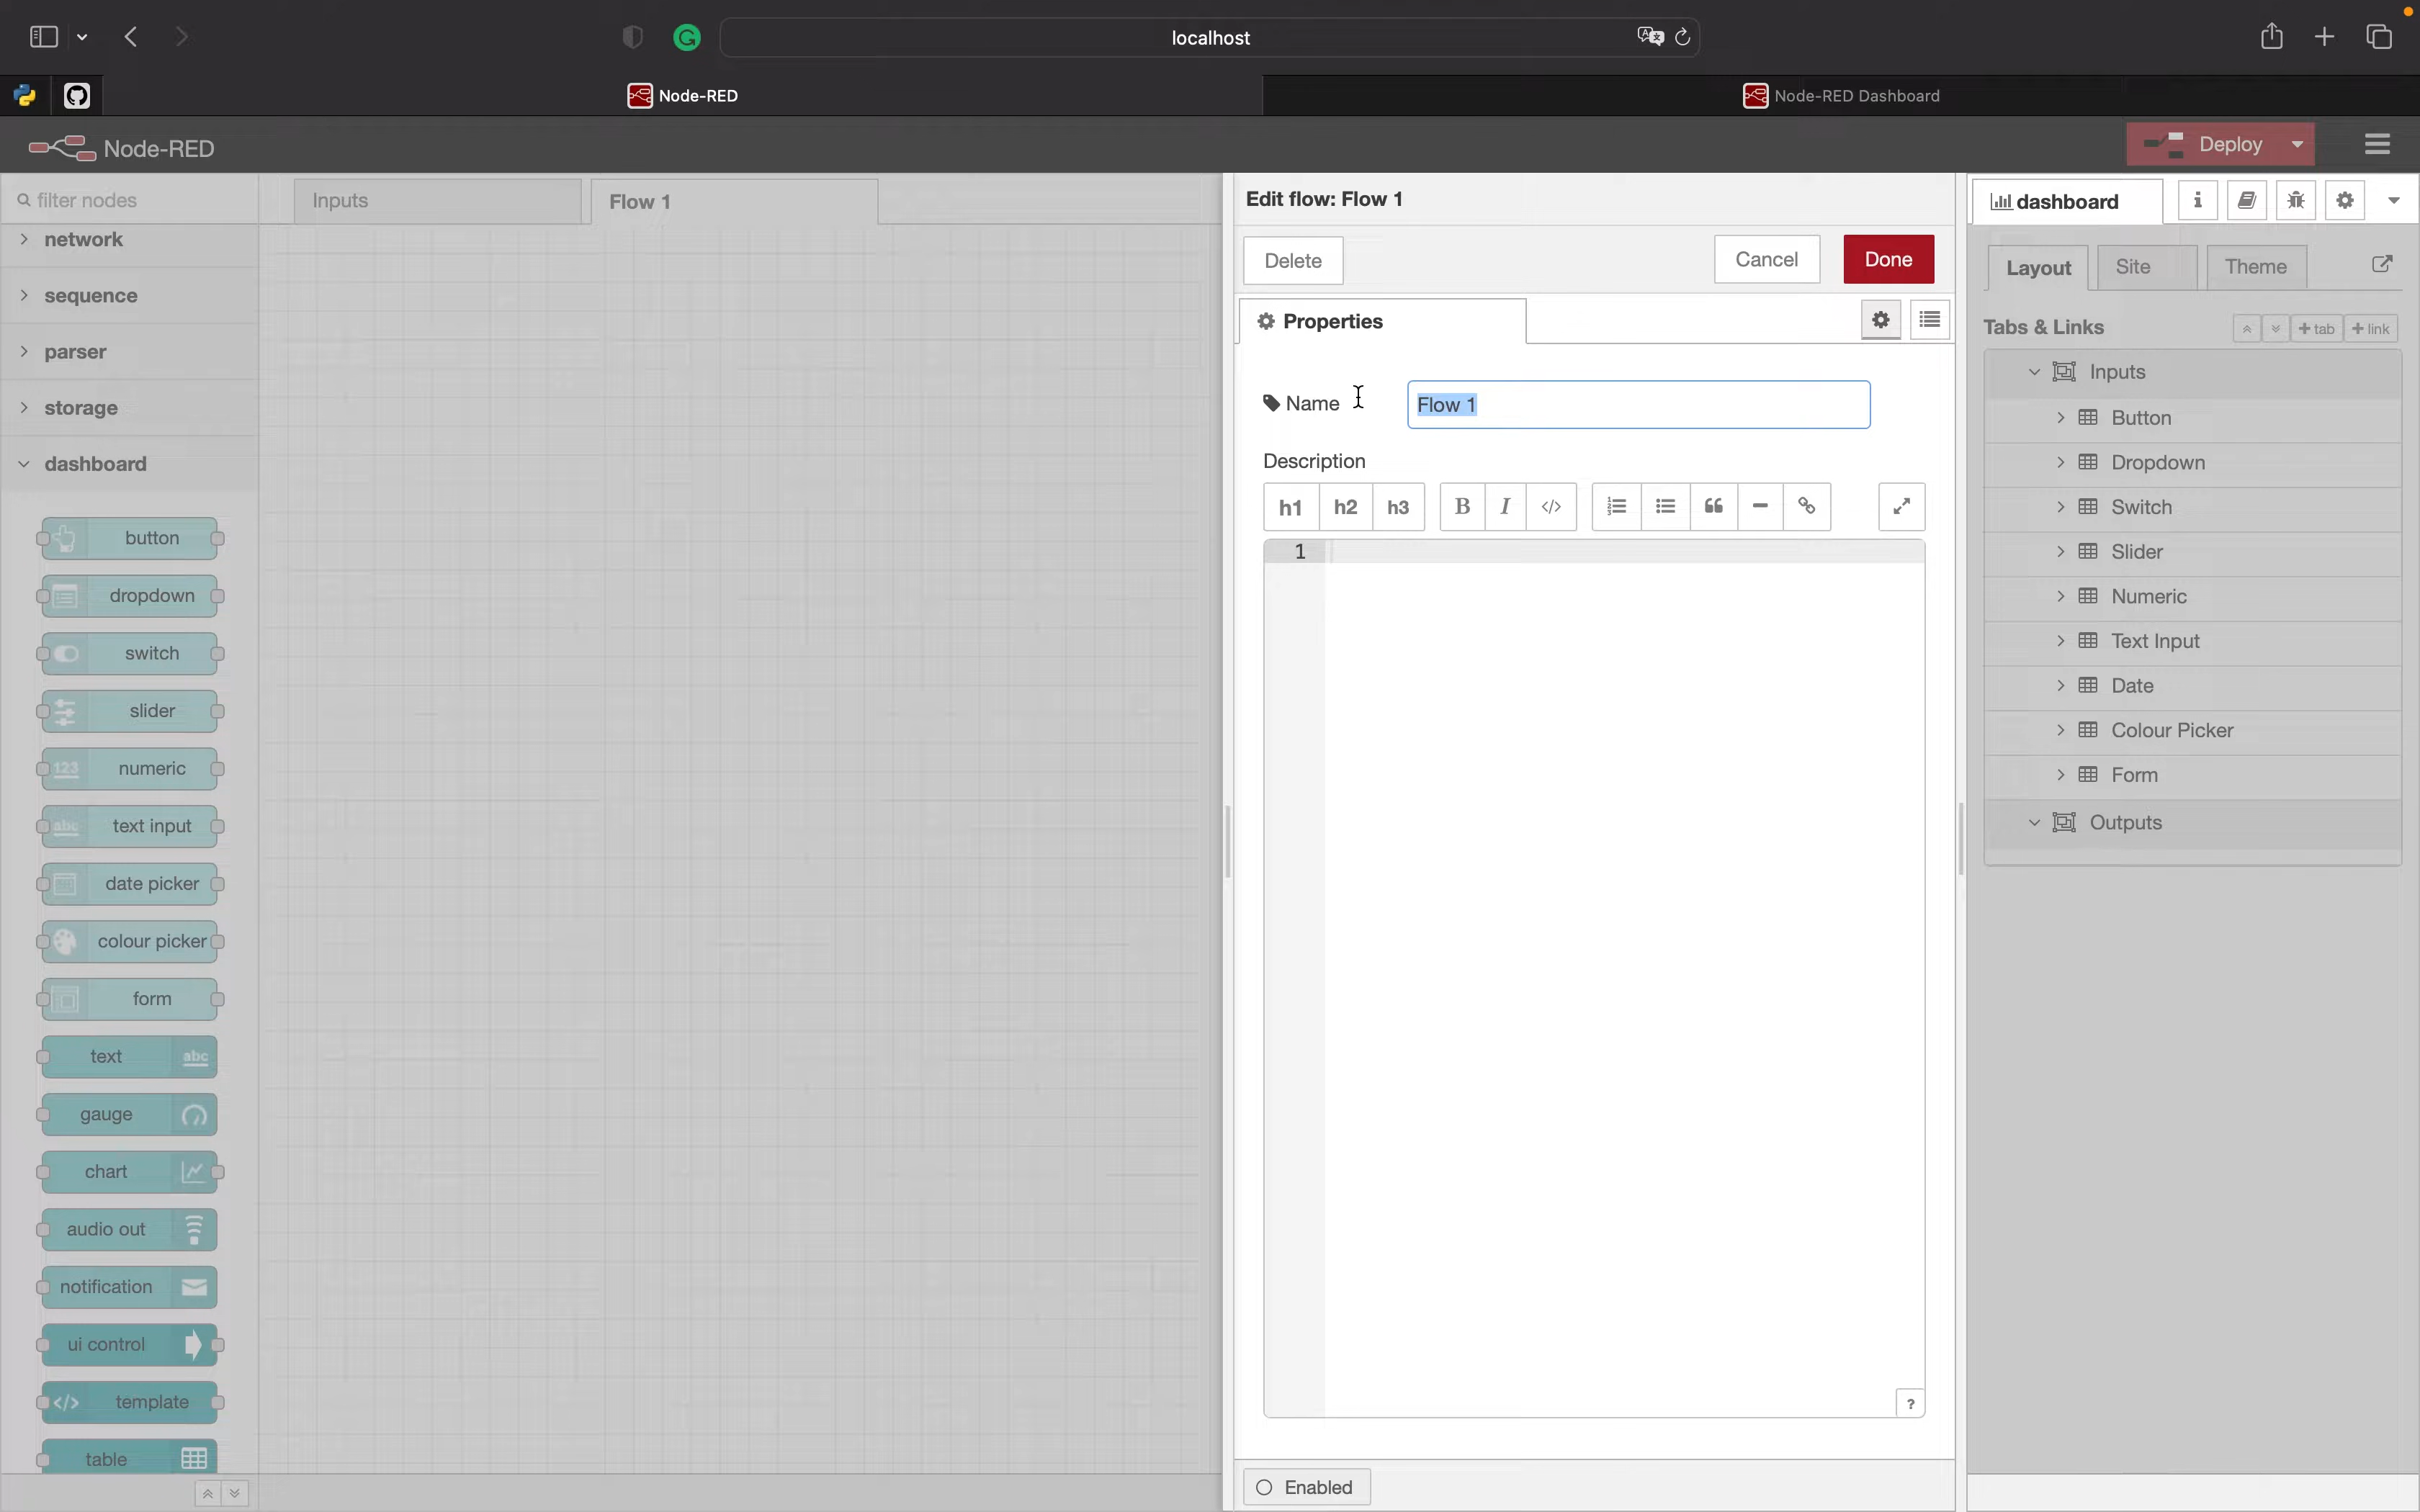 localhost
Node-RED
Node-RED Dashboard
Node-RED
Deploy
filter nodes
network
sequence
parser
storage
dashboard
button
dropdown
switch
slider
123 numeric
abc text input
date picker
colour picker
form
text abc
gauge
chart
audio out
notification
ui control
</> template
table
Inputs
Flow 1
Edit flow: Flow 1
Delete
Cancel
Done
Properties
Name
Flow 1
Description
h1 h2 h3 B I </>
1
?
Enabled
dashboard
i
Layout
Site
Theme
Tabs & Links
+ tab
+ link
Inputs
Button
Dropdown
Switch
Slider
Numeric
Text Input
Date
Colour Picker
Form
Outputs